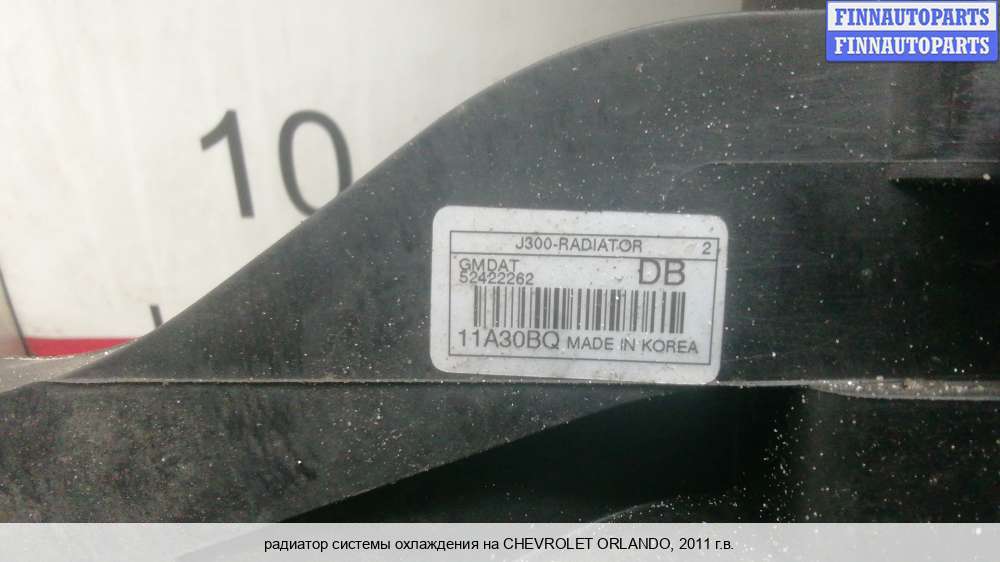 FINNAUTOPARTS
FINNAUTOPARTS
10
J300-RADIATOR 2
GMDAT DB
52422262
11A30BQ MADE IN KOREA
радиатор системы охлаждения на CHEVROLET ORLANDO, 2011 г.в.